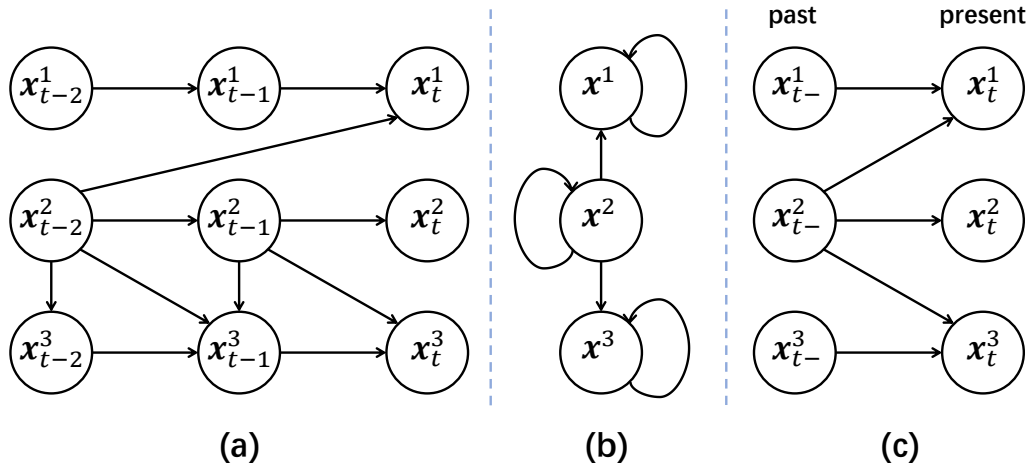 past present
x¹ₜ₋₂ x¹ₜ₋₁ x¹ₜ x¹ x¹ₜ₋ x¹ₜ
x²ₜ₋₂ x²ₜ₋₁ x²ₜ x² x²ₜ₋ x²ₜ
x³ₜ₋₂ x³ₜ₋₁ x³ₜ x³ x³ₜ₋ x³ₜ
(a) (b) (c)